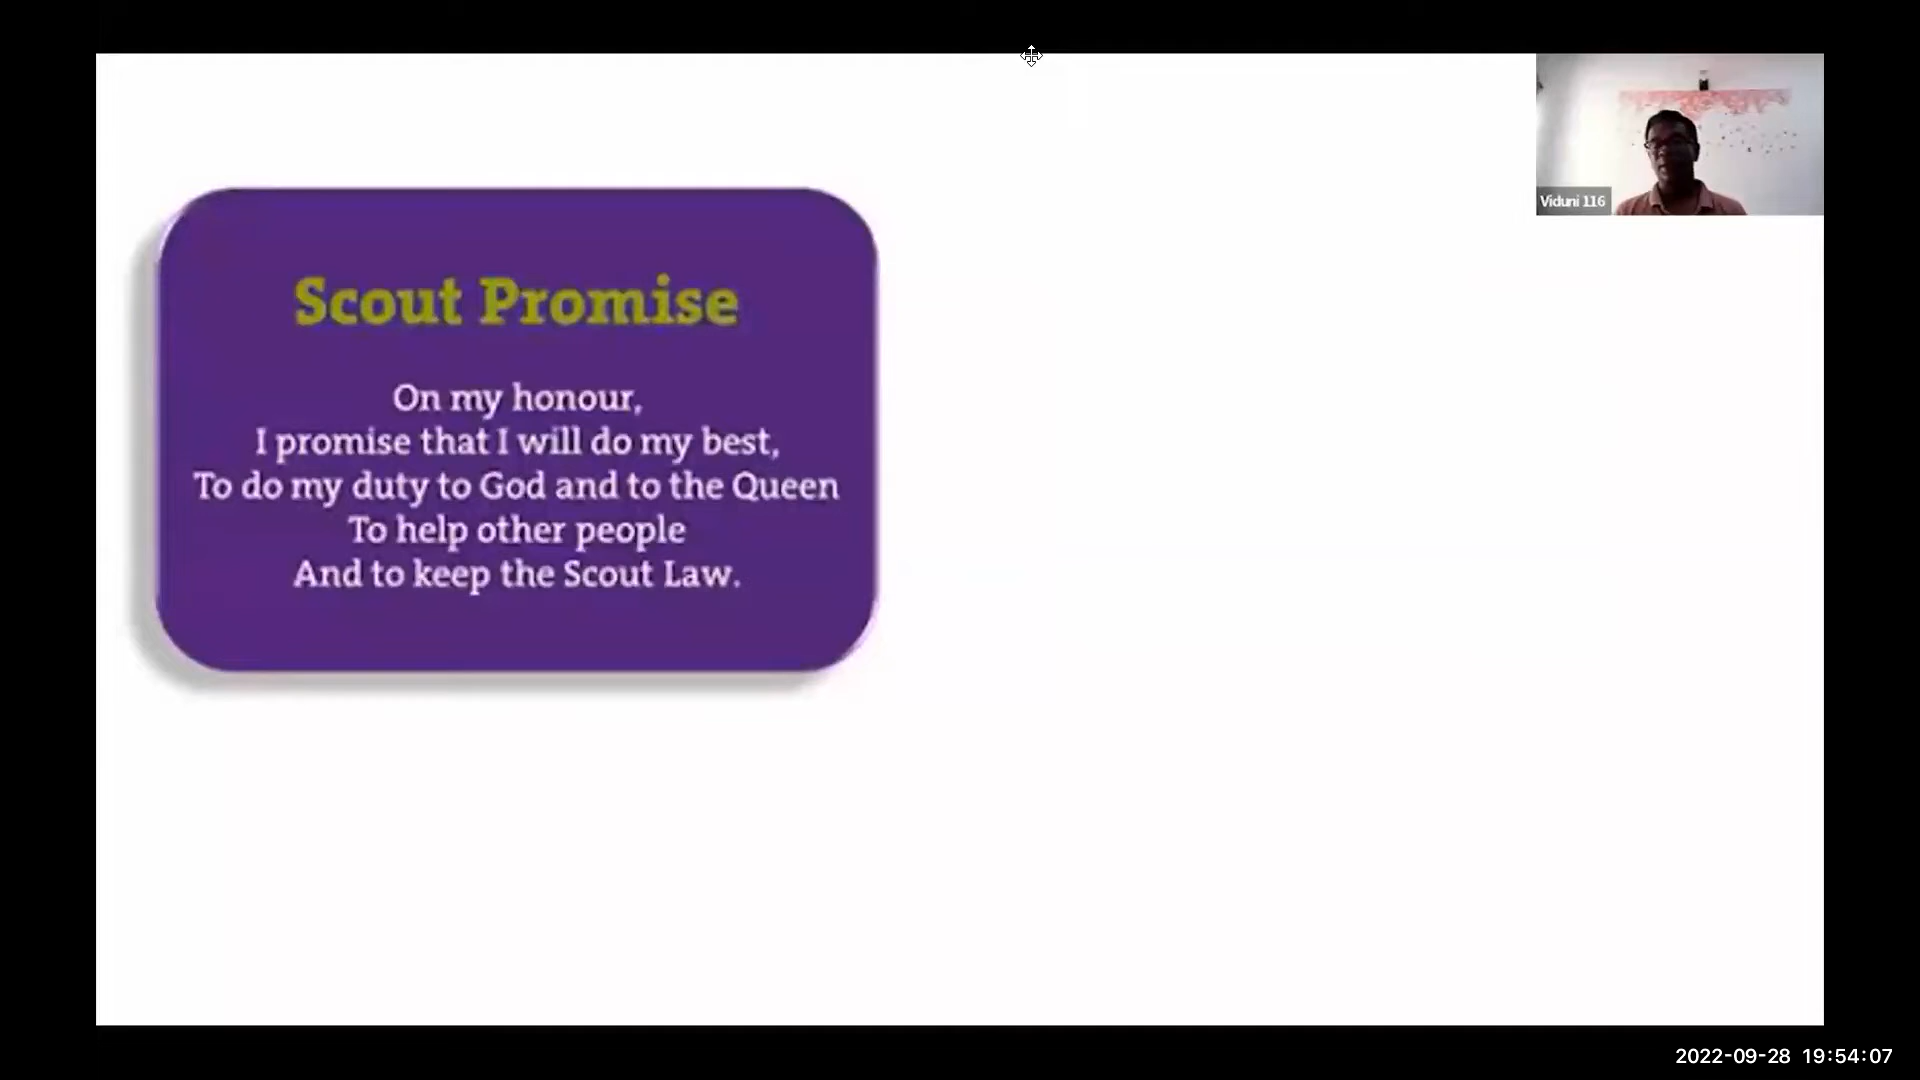 Viduni 116
Scout Promise
On my honour,
I promise that I will do my best,
To do my duty to God and to the Queen
To help other people
And to keep the Scout Law.
2022-09-28 19:54:07